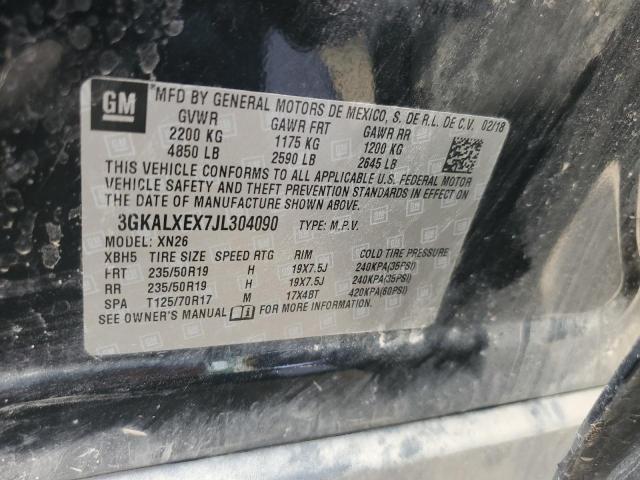 GM
*MFD BY GENERAL MOTORS DE MEXICO, S. DE R.L. DE C.V. 02/18
GVWR GAWR FRT GAWR RR
2200 KG 1175 KG 1200 KG
4850 LB 2590 LB 2645 LB
THIS VEHICLE CONFORMS TO ALL APPLICABLE U.S. FEDERAL MOTOR
VEHICLE SAFETY AND THEFT PREVENTION STANDARDS IN EFFECT ON
THE DATE OF MANUFACTURE SHOWN ABOVE.
3GKALXEX7JL304090 TYPE: M.P.V.
MODEL: XN26
XBH5 TIRE SIZE SPEED RTG RIM COLD TIRE PRESSURE
FRT 235/50R19 H 19X7.5J 240KPA(35PSI)
RR 235/50R19 H 19X7.5J 240KPA(35PSI)
SPA T125/70R17 M 17X4BT 420KPA(60PSI)
SEE OWNER'S MANUAL FOR MORE INFORMATION.